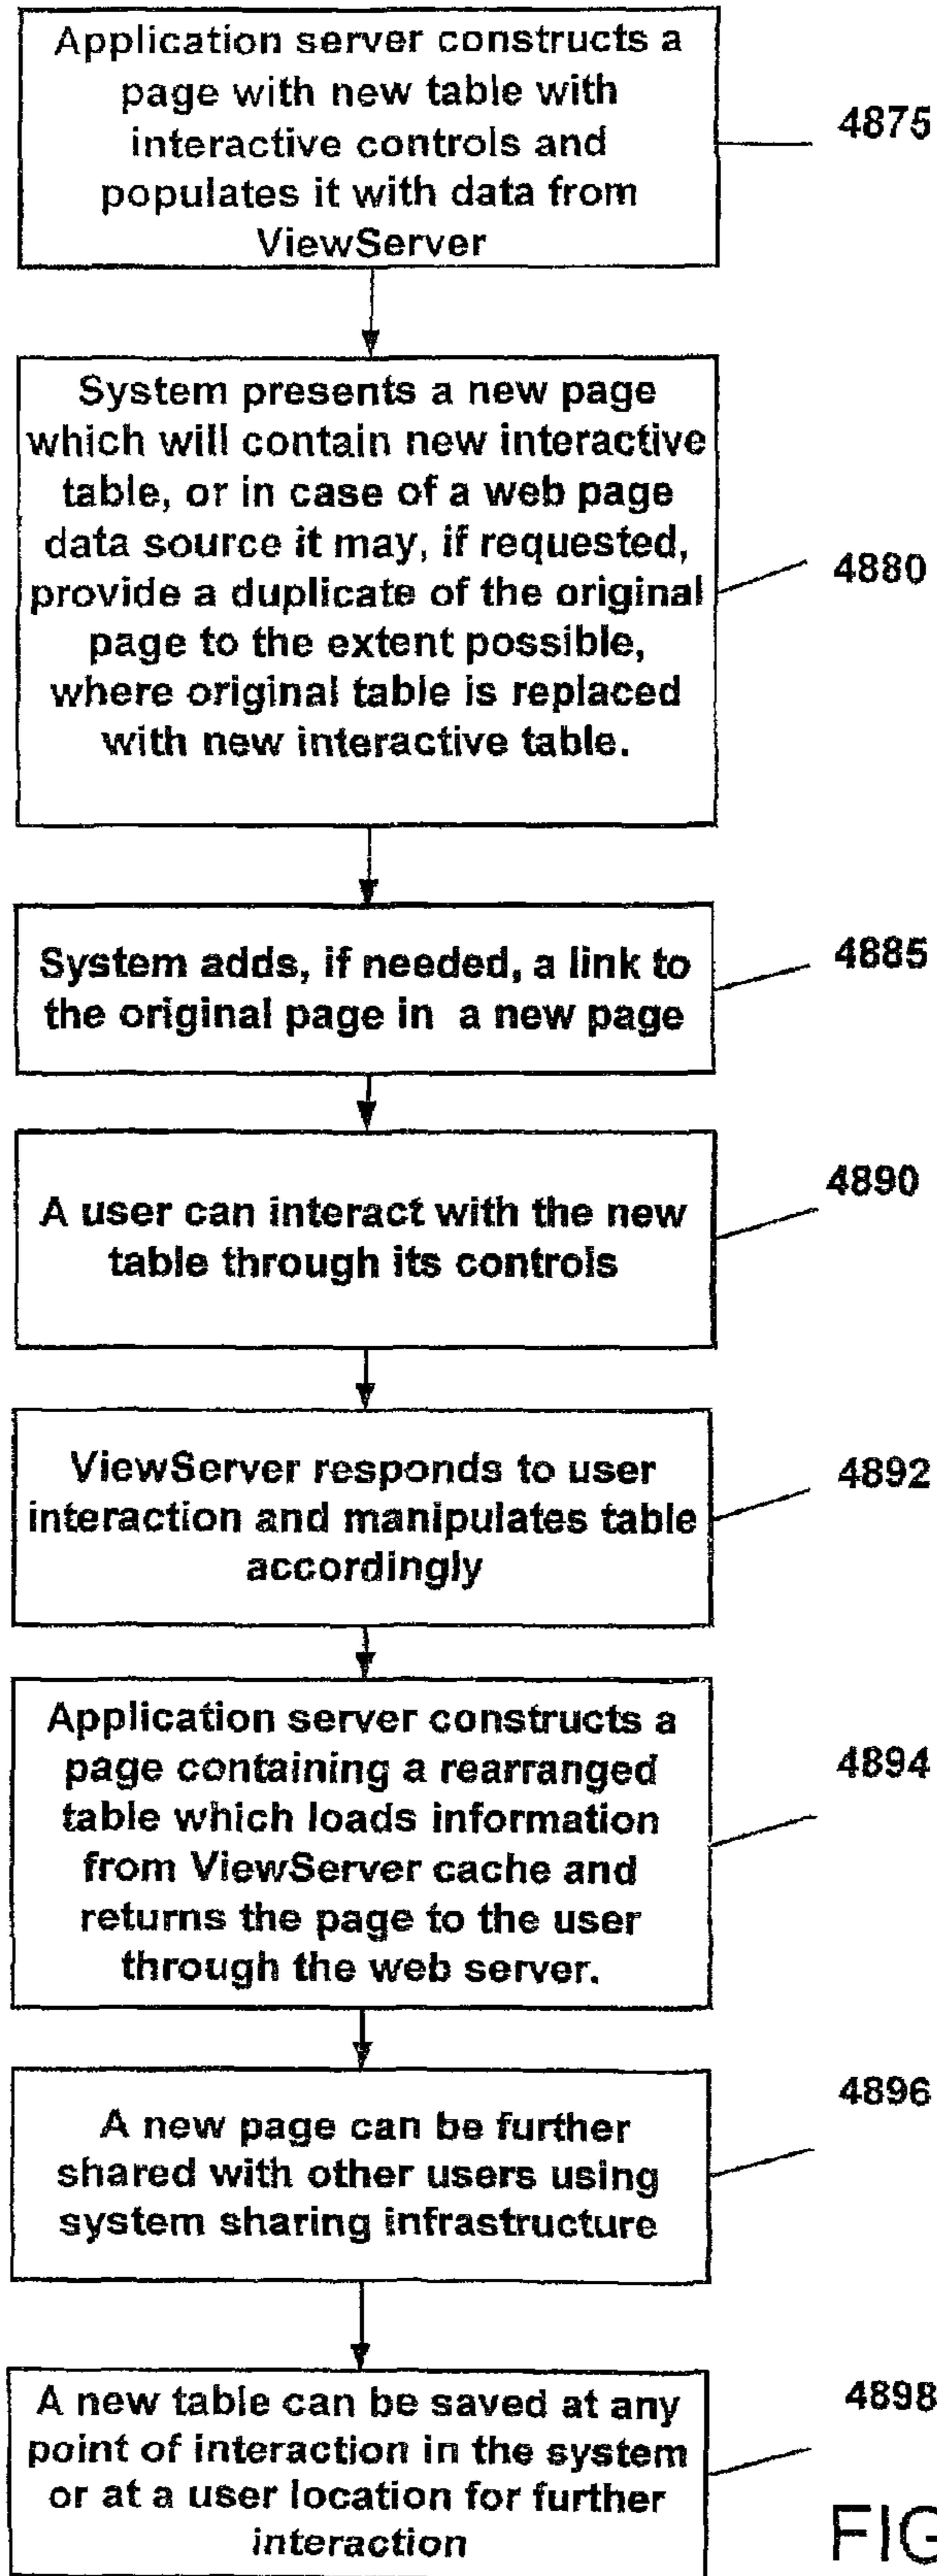 Application server constructs a
page with new table with
interactive controls and
populates it with data from
ViewServer
4875
System presents a new page
which will contain new interactive
table, or in case of a web page
data source it may, if requested,
provide a duplicate of the original
page to the extent possible,
where original table is replaced
with new interactive table.
4880
System adds, if needed, a link to
the original page in a new page
4885
A user can interact with the new
table through its controls
4890
ViewServer responds to user
interaction and manipulates table
accordingly
4892
Application server constructs a
page containing a rearranged
table which loads information
from ViewServer cache and
returns the page to the user
through the web server.
4894
A new page can be further
shared with other users using
system sharing infrastructure
4896
A new table can be saved at any
point of interaction in the system
or at a user location for further
interaction
4898
FIG